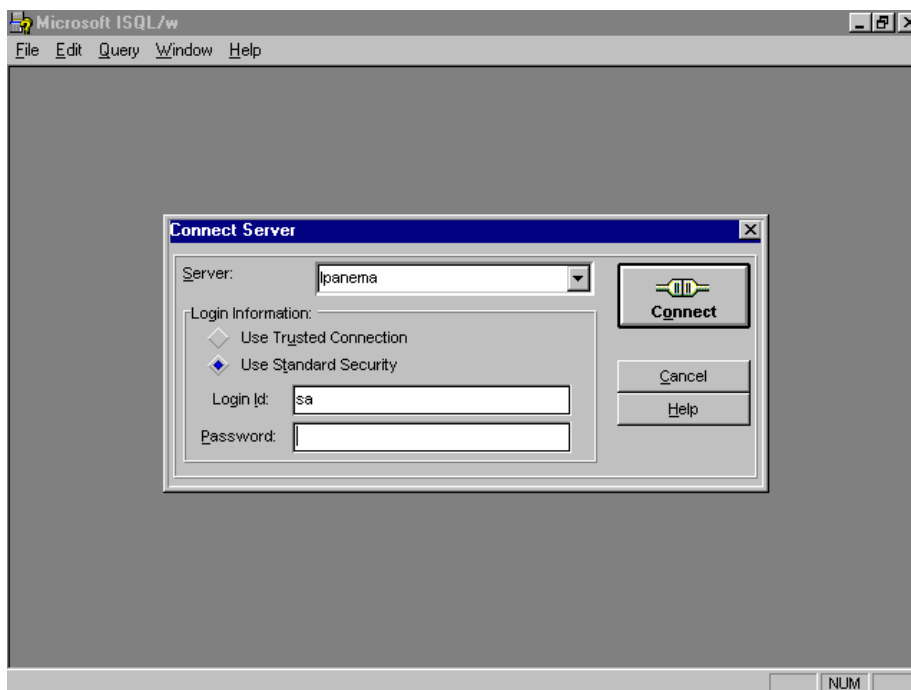 Microsoft ISQL/w
File Edit Query Window Help
Connect Server
Server: Ipanema
Connect
Login Information:
Use Trusted Connection
Use Standard Security
Cancel
Login Id: sa
Help
Password:
NUM